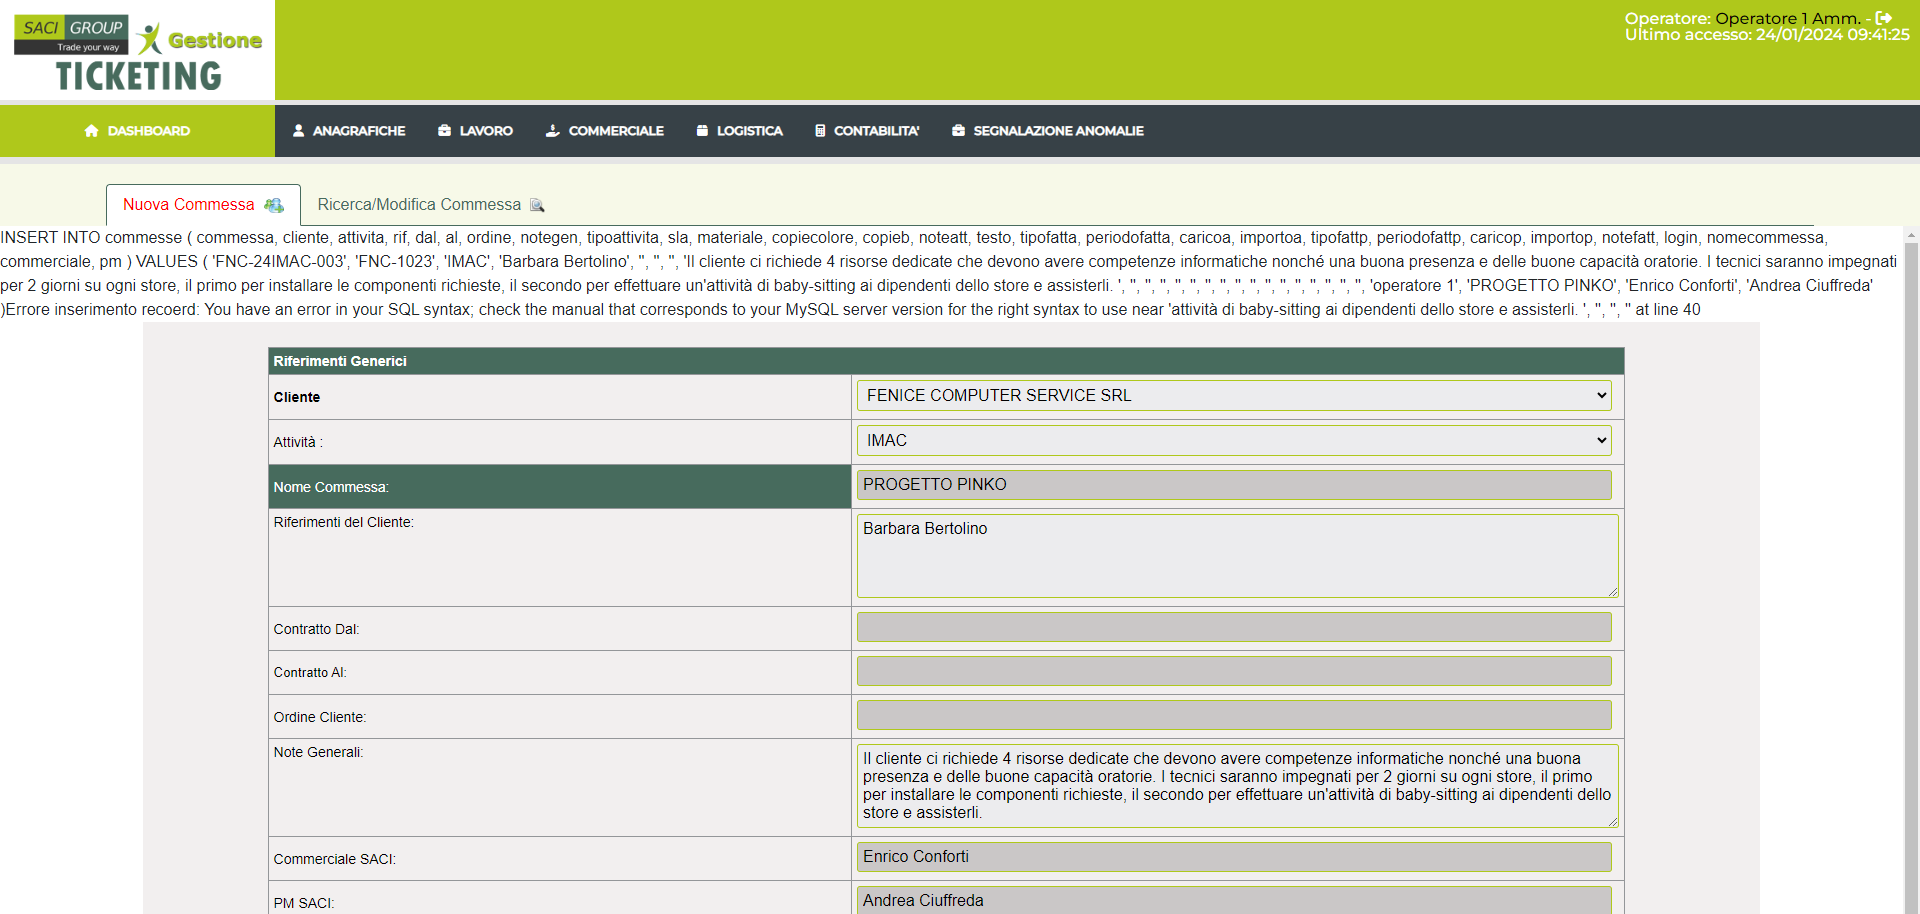 SACI GROUP
Trade your way
Gestione
TICKETING
Operatore: Operatore 1 Amm. -
Ultimo accesso: 24/01/2024 09:41:25
DASHBOARD
ANAGRAFICHE
LAVORO
COMMERCIALE
LOGISTICA
CONTABILITA'
SEGNALAZIONE ANOMALIE
Nuova Commessa
Ricerca/Modifica Commessa
INSERT INTO commesse ( commessa, cliente, attivita, rif, dal, al, ordine, notegen, tipoattivita, sla, materiale, copiecolore, copieb, noteatt, testo, tipofatta, periodofatta, caricoa, importoa, tipofattp, periodofattp, caricop, importop, notefatt, login, nomecommessa,
commerciale, pm ) VALUES ( 'FNC-24IMAC-003', 'FNC-1023', 'IMAC', 'Barbara Bertolino', '', '', '', 'Il cliente ci richiede 4 risorse dedicate che devono avere competenze informatiche nonché una buona presenza e delle buone capacità oratorie. I tecnici saranno impegnati
per 2 giorni su ogni store, il primo per installare le componenti richieste, il secondo per effettuare un'attività di baby-sitting ai dipendenti dello store e assisterli. ', '', '', '', '', '', '', '', '', '', '', '', '', '', '', '', '', 'operatore 1', 'PROGETTO PINKO', 'Enrico Conforti', 'Andrea Ciuffreda'
)Errore inserimento recoerd: You have an error in your SQL syntax; check the manual that corresponds to your MySQL server version for the right syntax to use near 'attività di baby-sitting ai dipendenti dello store e assisterli. ', '', '', '' at line 40
Riferimenti Generici
Cliente
FENICE COMPUTER SERVICE SRL
Attività :
IMAC
Nome Commessa:
PROGETTO PINKO
Riferimenti del Cliente:
Barbara Bertolino
Contratto Dal:
Contratto Al:
Ordine Cliente:
Note Generali:
Il cliente ci richiede 4 risorse dedicate che devono avere competenze informatiche nonché una buona
presenza e delle buone capacità oratorie. I tecnici saranno impegnati per 2 giorni su ogni store, il primo
per installare le componenti richieste, il secondo per effettuare un'attività di baby-sitting ai dipendenti dello
store e assisterli.
Commerciale SACI:
Enrico Conforti
PM SACI:
Andrea Ciuffreda